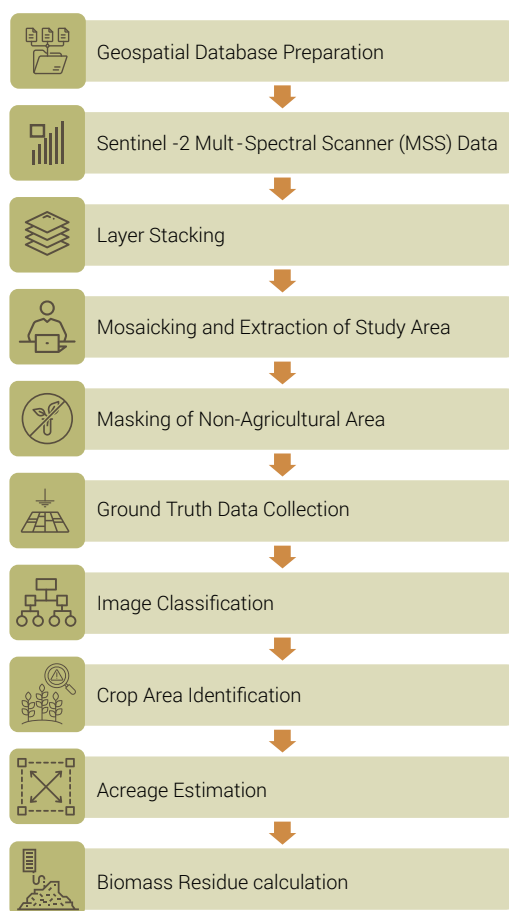 Geospatial Database Preparation
Sentinel -2 Mult-Spectral Scanner (MSS) Data
Layer Stacking
Mosaicking and Extraction of Study Area
Masking of Non-Agricultural Area
Ground Truth Data Collection
Image Classification
Crop Area Identification
Acreage Estimation
Biomass Residue calculation